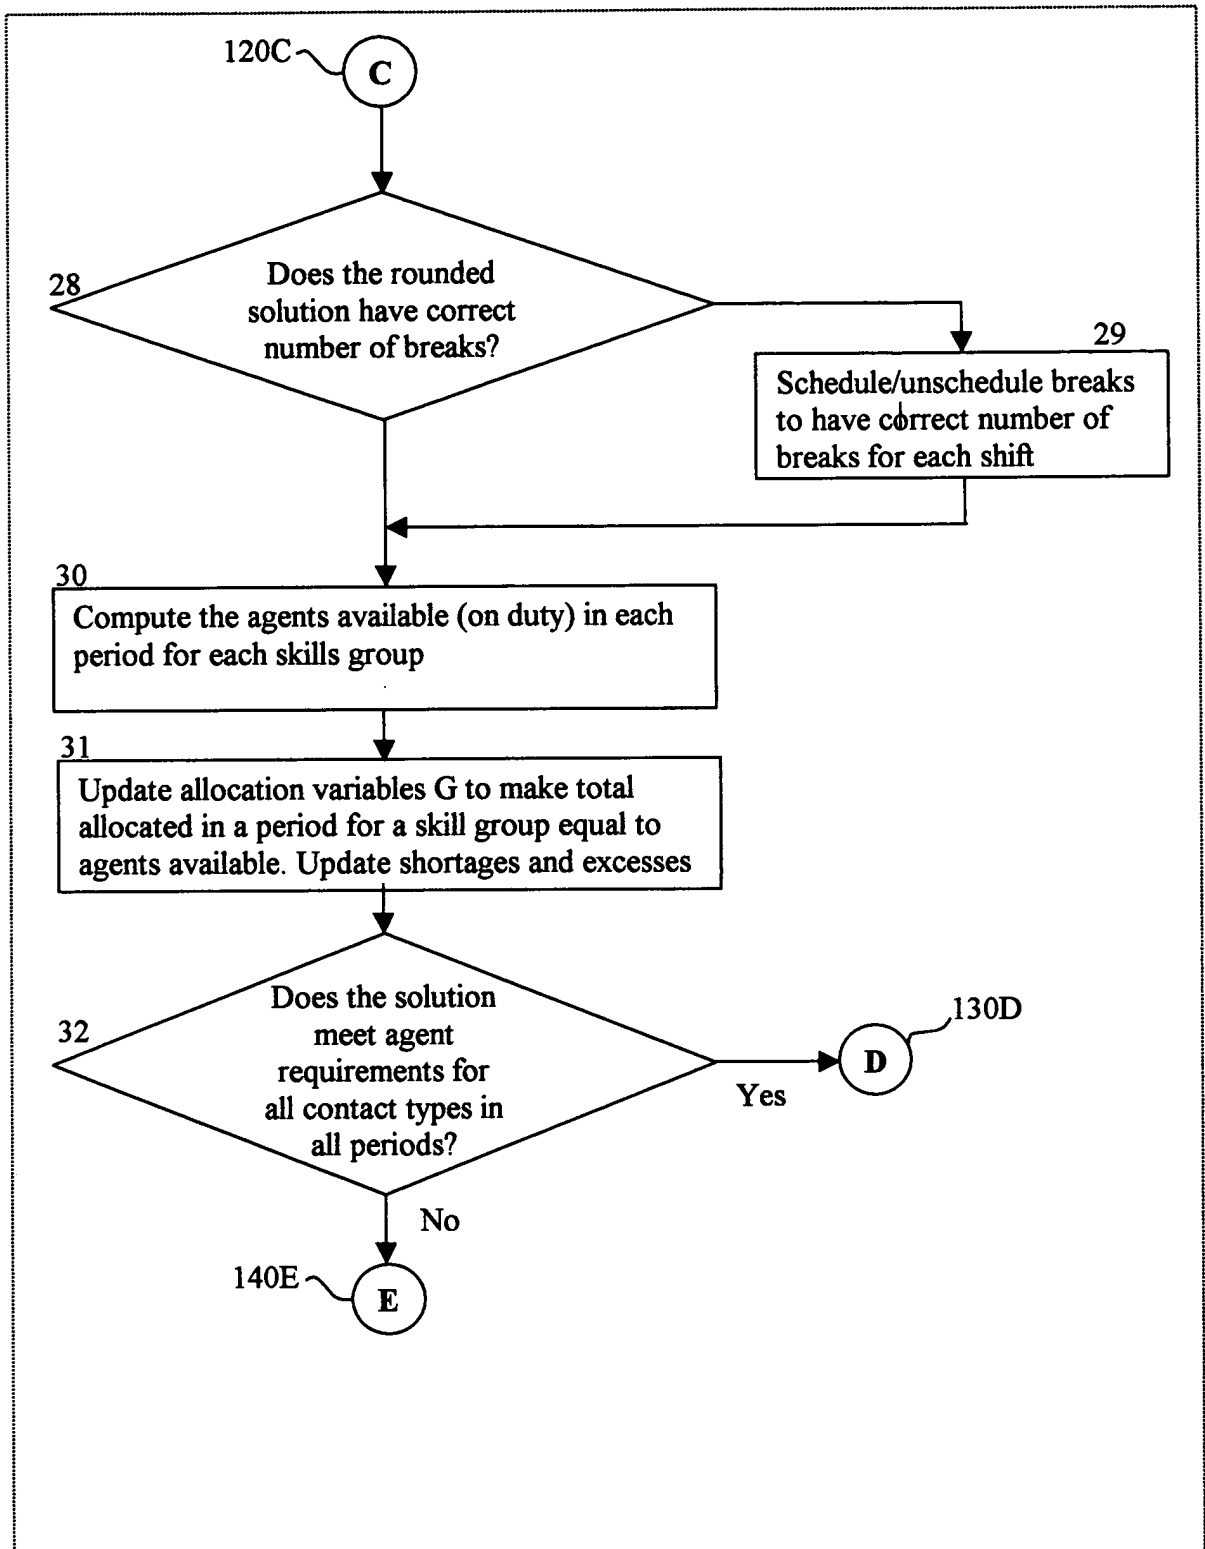 120C
C
28
Does the rounded
solution have correct
number of breaks?
29
Schedule/unschedule breaks
to have correct number of
breaks for each shift
30
Compute the agents available (on duty) in each
period for each skills group
31
Update allocation variables G to make total
allocated in a period for a skill group equal to
agents available. Update shortages and excesses
32
Does the solution
meet agent
requirements for
all contact types in
all periods?
130D
D
Yes
No
140E
E